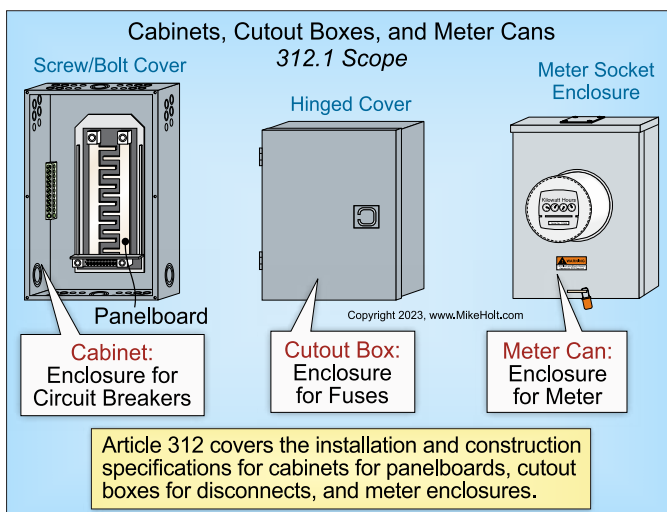 Cabinets, Cutout Boxes, and Meter Cans
312.1 Scope
Screw/Bolt Cover
Hinged Cover
Meter Socket
Enclosure
Kilowatt Hours
WARNING
Panelboard
Copyright 2023, www.MikeHolt.com
Cabinet:
Enclosure for
Circuit Breakers
Cutout Box:
Enclosure
for Fuses
Meter Can:
Enclosure
for Meter
Article 312 covers the installation and construction
specifications for cabinets for panelboards, cutout
boxes for disconnects, and meter enclosures.